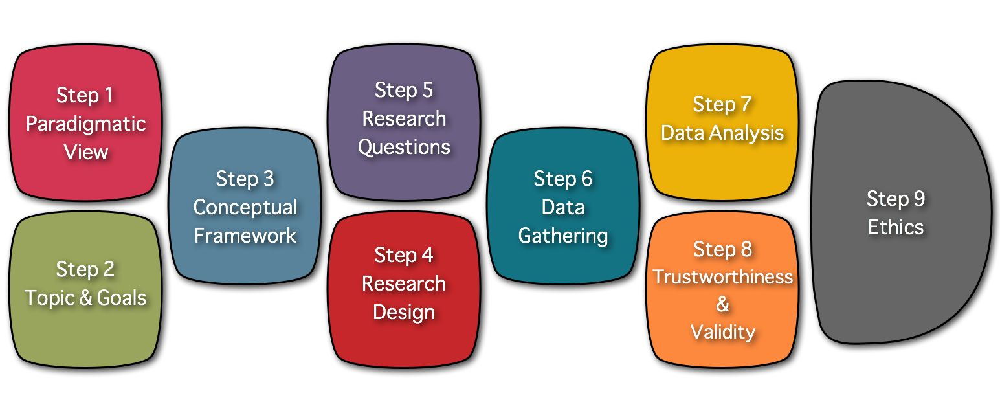 Step 1
Paradigmatic
View
Step 2
Topic & Goals
Step 3
Conceptual
Framework
Step 5
Research
Questions
Step 4
Research
Design
Step 6
Data
Gathering
Step 7
Data Analysis
Step 8
Trustworthiness
&
Validity
Step 9
Ethics